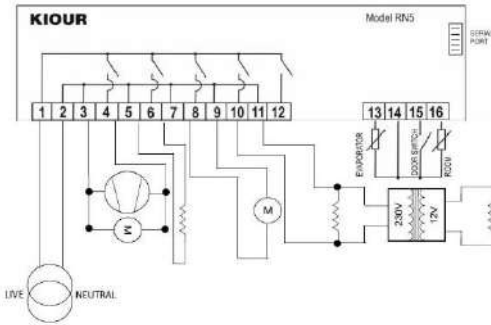 KIOUR
Model RN5
SERIAL
PORT
1 2 3 4 5 6 7 8 9 10 11 12 13 14 15 16
EVAPORATOR
DOOR SWITCH
ROOM
M
M
230V
12V
LIVE
NEUTRAL